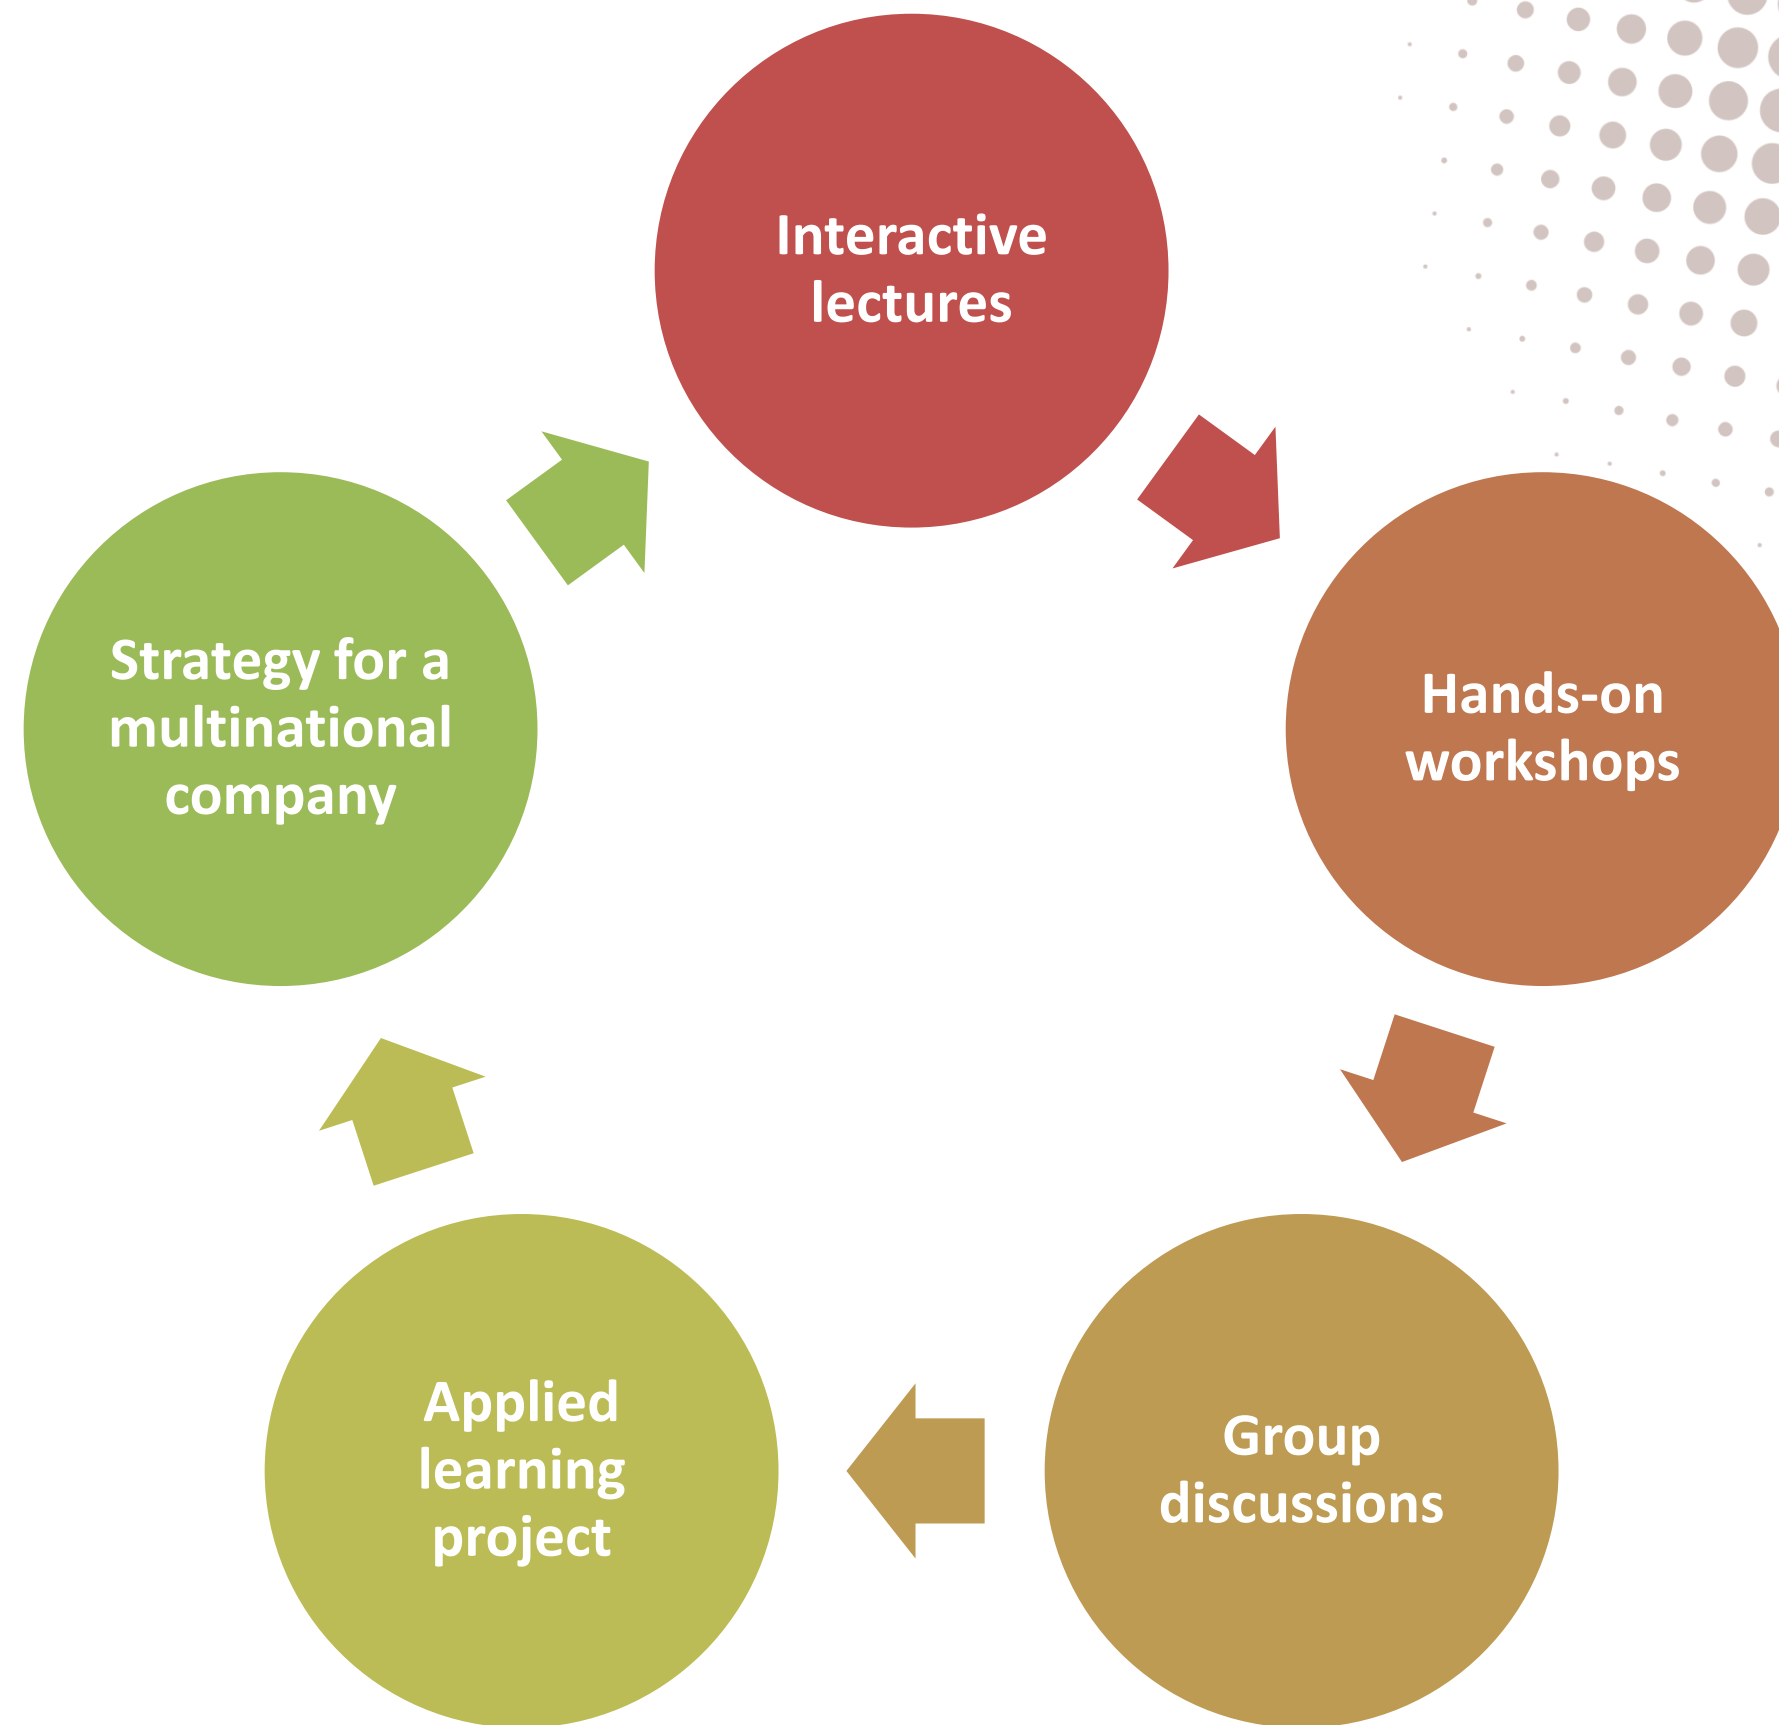 Interactive
lectures
Hands-on
workshops
Group
discussions
Applied
learning
project
Strategy for a
multinational
company